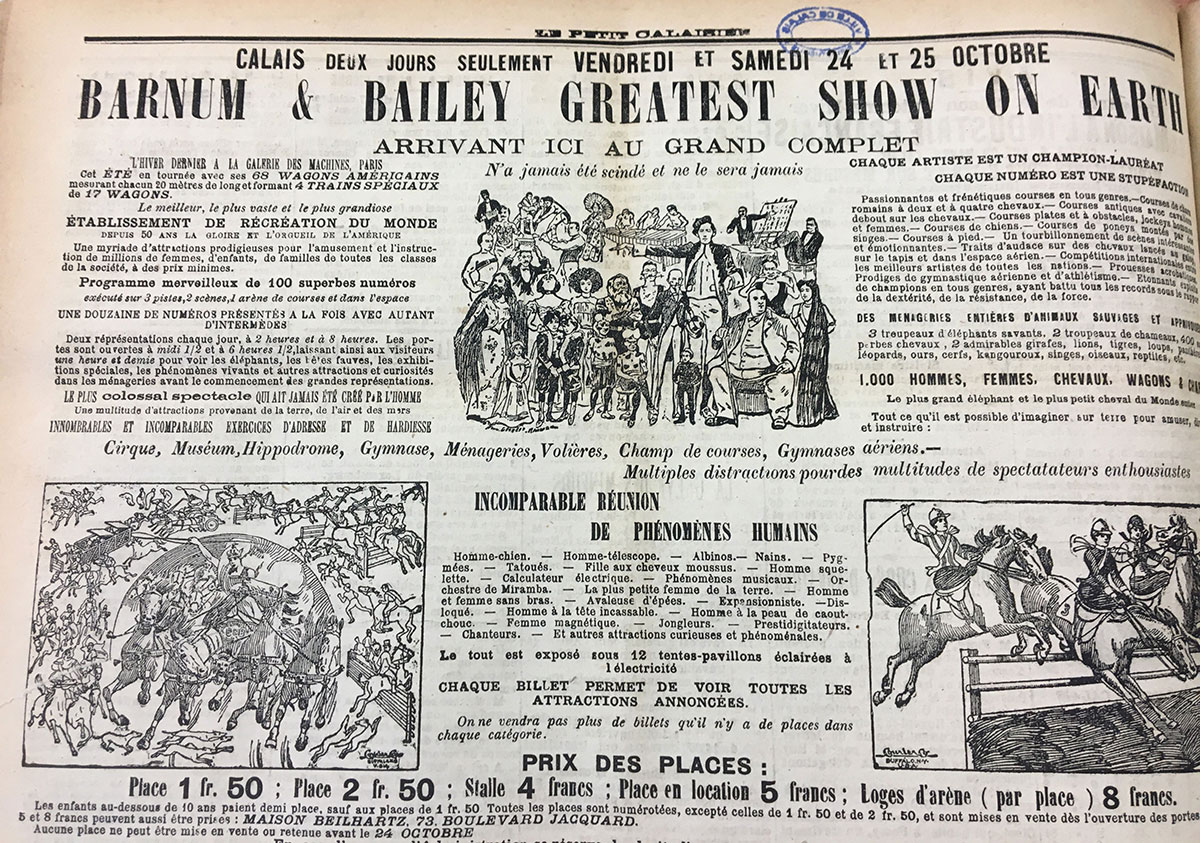 LE PETIT CALAISIEN
CALAIS DEUX JOURS SEULEMENT VENDREDI ET SAMEDI 24 ET 25 OCTOBRE
BARNUM & BAILEY GREATEST SHOW ON EARTH
ARRIVANT ICI AU GRAND COMPLET
N'a jamais été scindé et ne le sera jamais
L'HIVER DERNIER A LA GALERIE DES MACHINES, PARIS
Cet ÉTÉ en tournée avec ses 68 WAGONS AMÉRICAINS
mesurant chacun 20 mètres de long et formant 4 TRAINS SPÉCIAUX
de 17 WAGONS.
Le meilleur, le plus vaste et le plus grandiose
ÉTABLISSEMENT DE RÉCRÉATION DU MONDE
DEPUIS 50 ANS LA GLOIRE ET L'ORGUEIL DE L'AMÉRIQUE
Une myriade d'attractions prodigieuses pour l'amusement et l'instruc-
tion de millions de femmes, d'enfants, de familles de toutes les classes
de la société, à des prix minimes.
Programme merveilleux de 100 superbes numéros
exécuté sur 3 pistes, 2 scènes, 1 arène de courses et dans l'espace
UNE DOUZAINE DE NUMÉROS PRÉSENTÉS A LA FOIS AVEC AUTANT
D'INTERMÈDES
Deux réprésentations chaque jour, à 2 heures et à 8 heures. Les por-
tes sont ouvertes à midi 1/2 et à 6 heures 1/2, laissant ainsi aux visiteurs
une heure et demie pour voir les éléphants, les têtes fauves, les exhibi-
tions spéciales, les phénomènes vivants et autres attractions et curiosités
dans les ménageries avant le commencement des grandes représentations.
LE PLUS colossal spectacle QUI AIT JAMAIS ÉTÉ CRÉÉ PAR L'HOMME
Une multitude d'attractions provenant de la terre, de l'air et des mers
INNOMBRABLES ET INCOMPARABLES EXERCICES D'ADRESSE ET DE HARDIESSE
CHAQUE ARTISTE EST UN CHAMPION-LAURÉAT
CHAQUE NUMÉRO EST UNE STUPÉFACTION
Passionnantes et frénétiques courses en tous genres.—Courses de
romains à deux et à quatre chevaux.— Courses antiques avec
debout sur les chevaux.— Courses plates et à obstacles, jockeys
et femmes.— Courses de chiens.— Courses de poneys montés
singes.— Courses à pied.— Un tourbillonnement de scènes
et émotionnantes.— Traits d'audace sur des chevaux lancés
sur le tapis et dans l'espace aérien.— Compétitions
les meilleurs artistes de toutes les nations.— Prouesses
Prodiges de gymnastique aérienne et d'athlétisme.— Etonnants
de champions en tous genres, ayant battu tous les records sous le
de la dextérité, de la résistance, de la force.
DES MENAGERIES ENTIÈRES D'ANIMAUX SAUVAGES ET
3 troupeaux d'éléphants savants, 2 troupeaux de chameaux, 400
perbes chevaux, 2 admirables girafes, lions, tigres, loups,
léopards, ours, cerfs, kangouroux, singes, oiseaux, reptiles, etc.
1.000 HOMMES, FEMMES, CHEVAUX, WAGONS &
Le plus grand éléphant et le plus petit cheval du Monde
Tout ce qu'il est possible d'imaginer sur terre pour amuser,
et instruire :
Cirque, Muséum, Hippodrome, Gymnase, Ménageries, Volières, Champ de courses, Gymnases aériens.—
Multiples distractions pour des multitudes de spectatateurs enthousiastes
INCOMPARABLE RÉUNION
DE PHÉNOMÈNES HUMAINS
Homme-chien. — Homme-télescope. — Albinos.— Nains. — Pyg-
mées. — Tatoués. — Fille aux cheveux moussus. — Homme sque-
lette. — Calculateur électrique. — Phénomènes musicaux. — Or-
chestre de Miramba. — La plus petite femme de la terre. — Homme
et femme sans bras. — Avaleuse d'épées. — Expansionniste. —Dis-
loqué. — Homme à la tête incassable. — Homme à la peau de caout-
chouc. — Femme magnétique. — Jongleurs. — Prestidigitateurs.
— Chanteurs. — Et autres attractions curieuses et phénoménales.
Le tout est exposé sous 12 tentes-pavillons éclairées à
l'électricité
CHAQUE BILLET PERMET DE VOIR TOUTES LES
ATTRACTIONS ANNONCÉES.
On ne vendra pas plus de billets qu'il n'y a de places dans
chaque catégorie.
Courier Co
BUFFALO
Courier Co
BUFFALO, N.Y.
PRIX DES PLACES :
Place 1 fr. 50 ; Place 2 fr. 50 ; Stalle 4 francs ; Place en location 5 francs ; Loges d'arène ( par place ) 8 francs.
Les enfants au-dessous de 10 ans paient demi place, sauf aux places de 1 fr. 50. Toutes les places sont numérotées, excepté celles de 1 fr. 50 et de 2 fr. 50, et sont mises en vente dès l'ouverture des portes
5 et 8 francs peuvent aussi être prises : MAISON BEILHARTZ, 73, BOULEVARD JACQUARD.
Aucune place ne peut être mise en vente ou retenue avant le 24 OCTOBRE